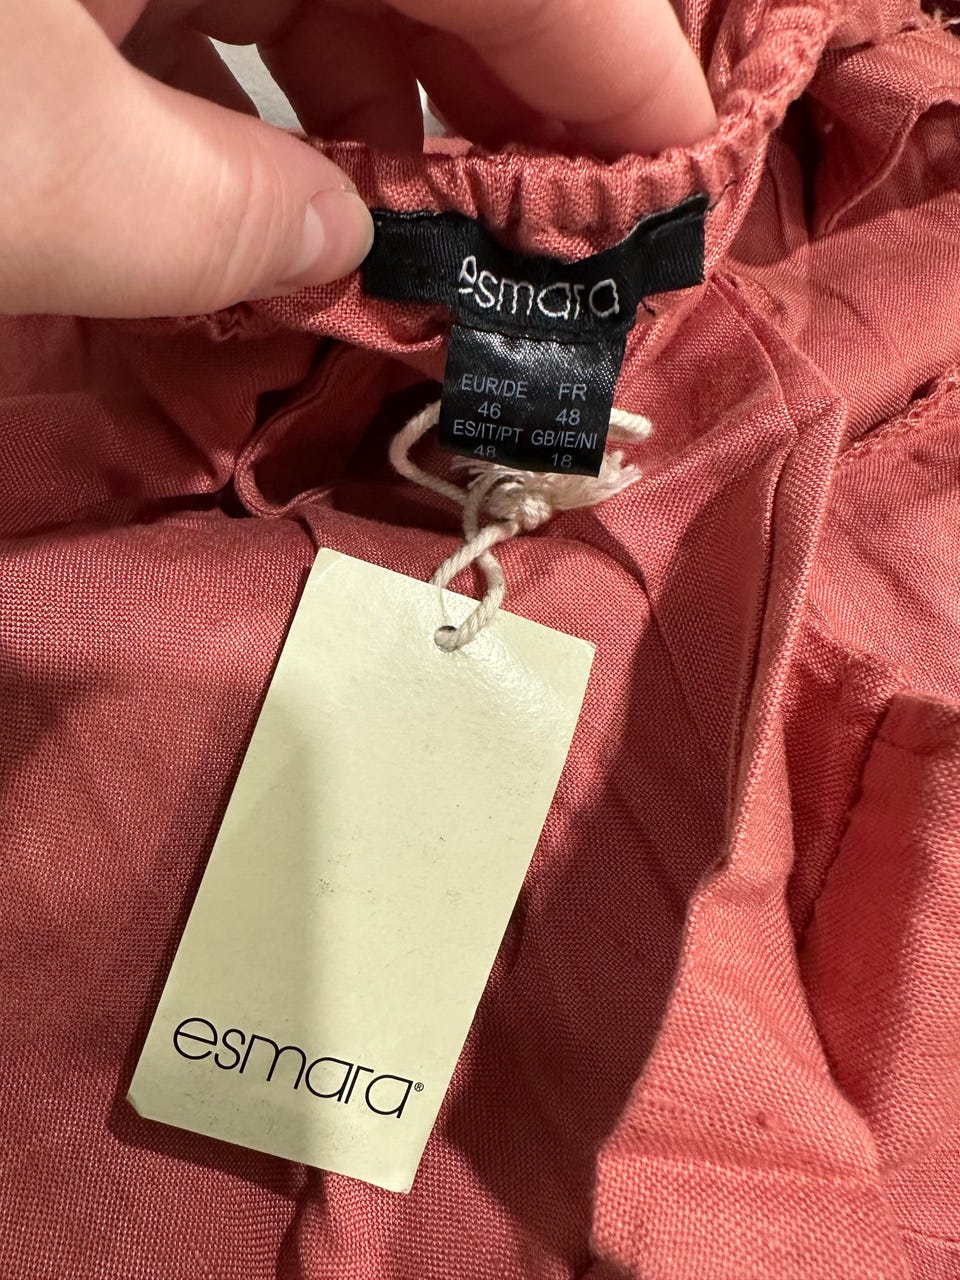 esmara
EUR/DE FR
46 48
ES/IT/PT GB/IE/NI
48 18
esmara®